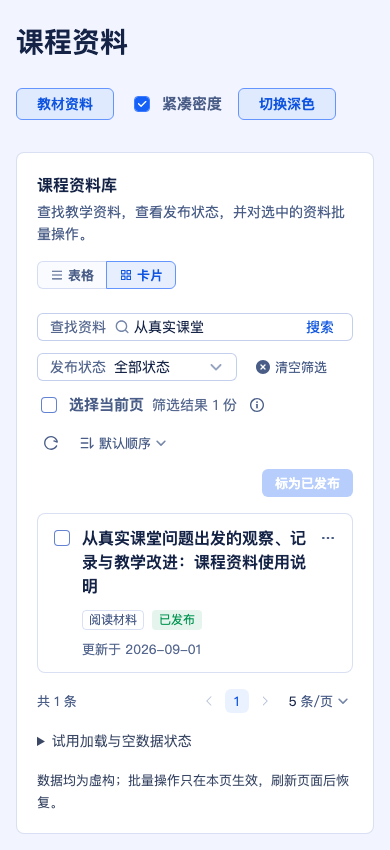 课程资料
教材资料
紧凑密度
切换深色
课程资料库
查找教学资料，查看发布状态，并对选中的资料批
量操作。
表格
卡片
查找资料 从真实课堂 搜索
发布状态 全部状态
清空筛选
选择当前页 筛选结果 1 份
默认顺序
标为已发布
从真实课堂问题出发的观察、记
录与教学改进：课程资料使用说
明
阅读材料 已发布
更新于 2026-09-01
共 1 条 1 5 条/页
试用加载与空数据状态
数据均为虚构；批量操作只在本页生效，刷新页面后恢
复。